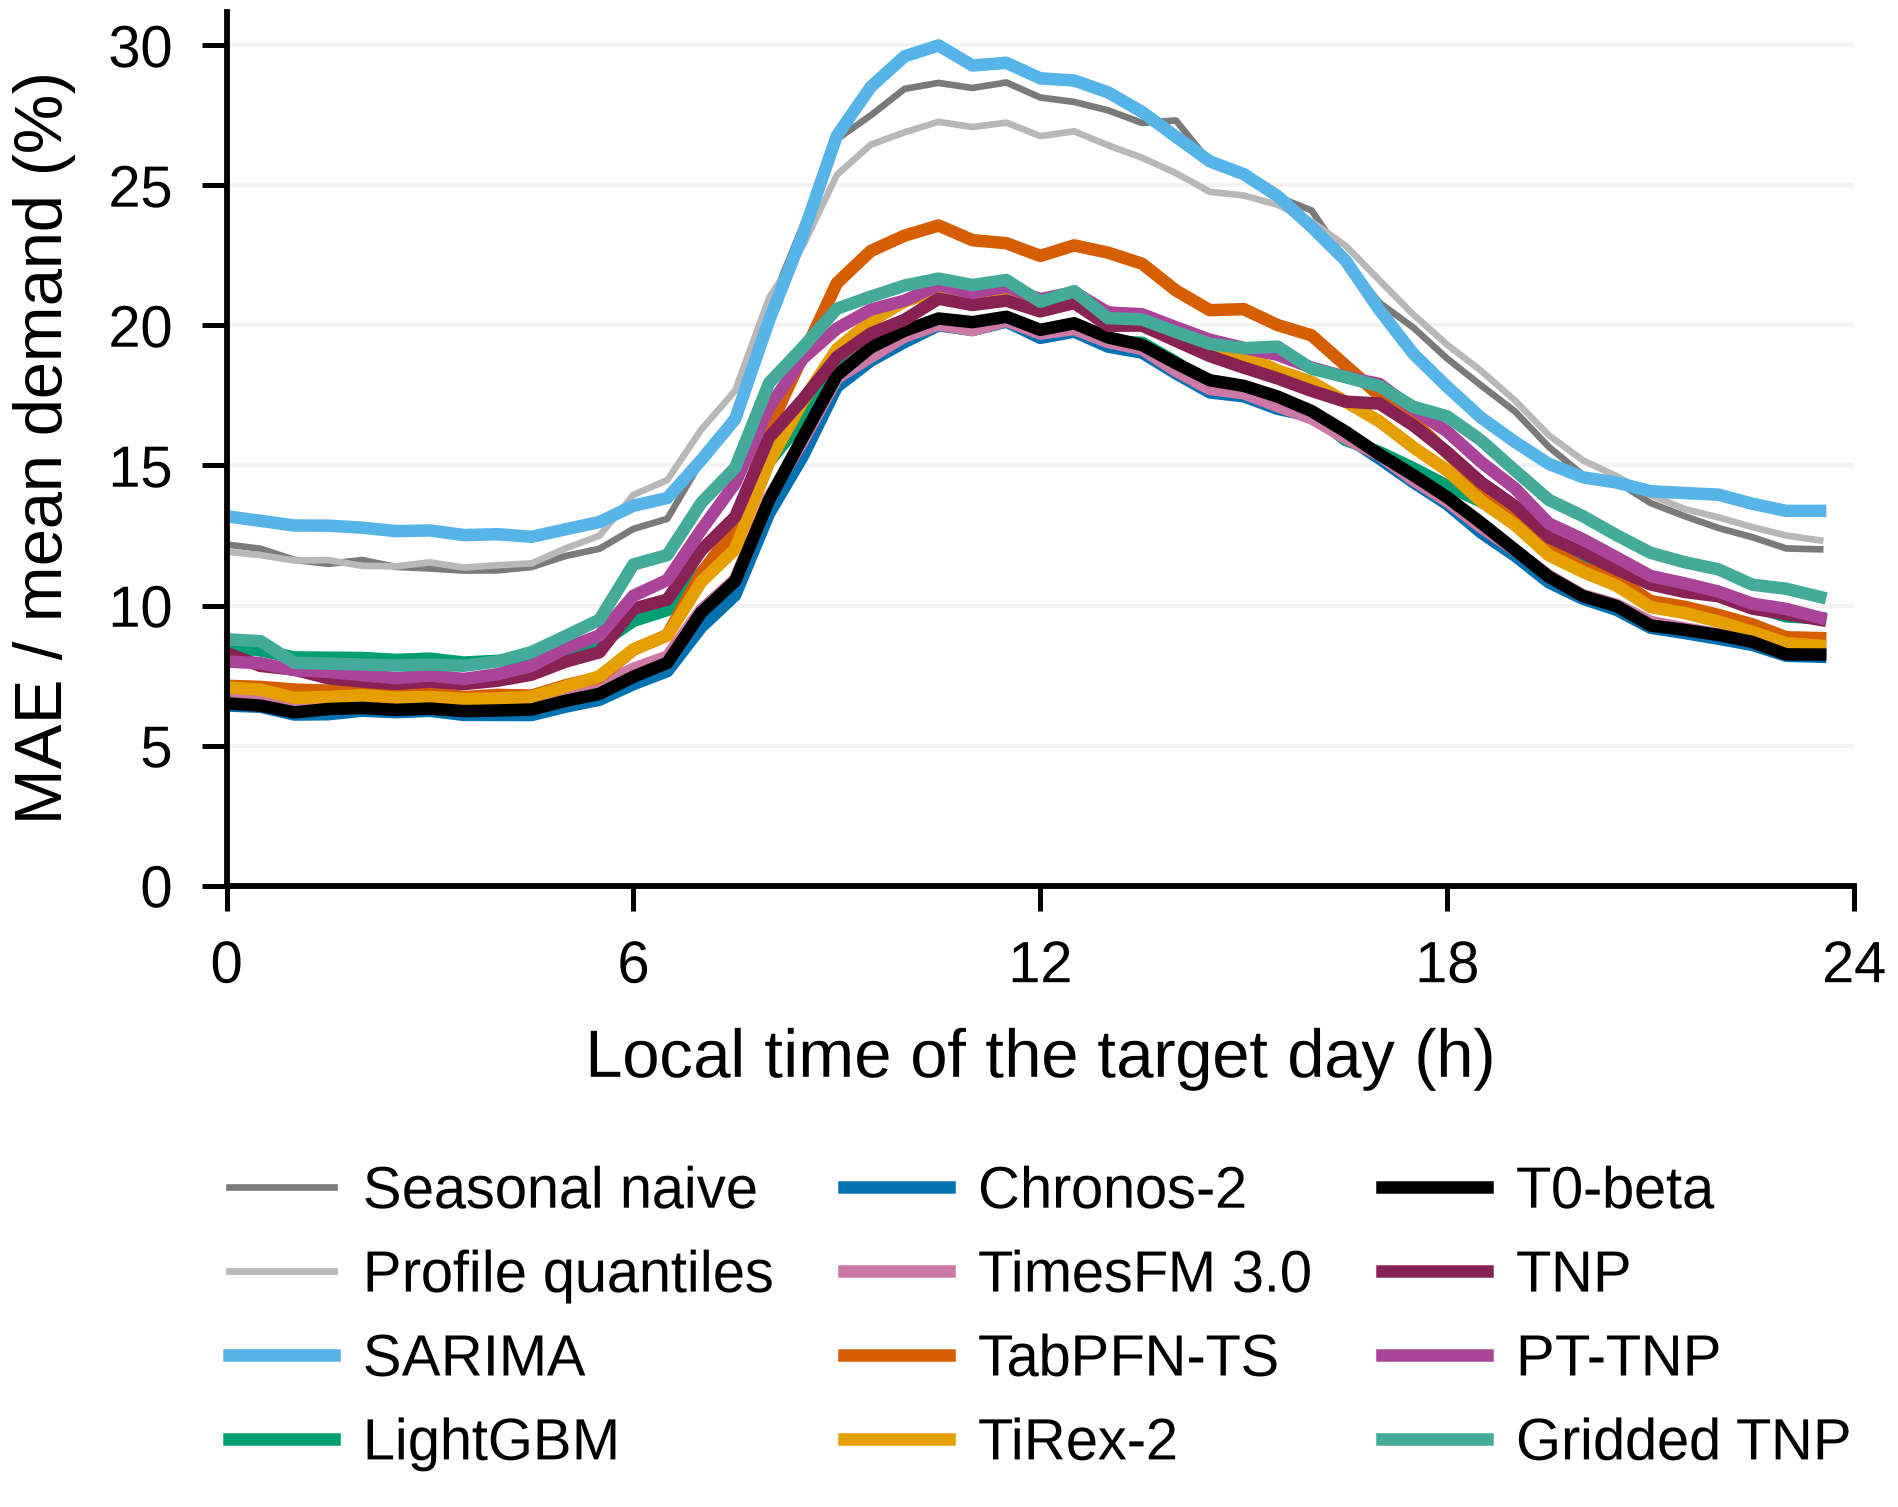 MAE / mean demand (%)
30
25
20
15
10
5
0
0 6 12 18 24
Local time of the target day (h)
Seasonal naive
Profile quantiles
SARIMA
LightGBM
Chronos-2
TimesFM 3.0
TabPFN-TS
TiRex-2
T0-beta
TNP
PT-TNP
Gridded TNP